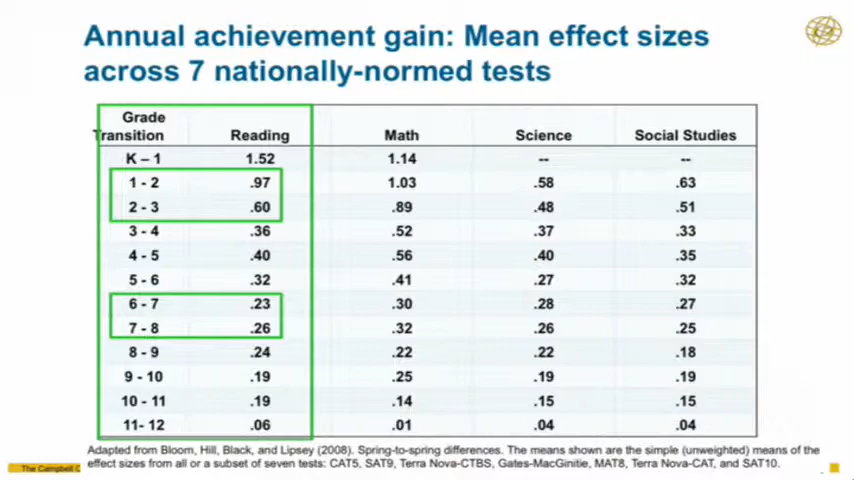 Annual achievement gain: Mean effect sizes
across 7 nationally-normed tests
Grade
Transition Reading Math Science Social Studies
K – 1 1.52 1.14 -- --
1 - 2 .97 1.03 .58 .63
2 - 3 .60 .89 .48 .51
3 - 4 .36 .52 .37 .33
4 - 5 .40 .56 .40 .35
5 - 6 .32 .41 .27 .32
6 - 7 .23 .30 .28 .27
7 - 8 .26 .32 .26 .25
8 - 9 .24 .22 .22 .18
9 - 10 .19 .25 .19 .19
10 - 11 .19 .14 .15 .15
11- 12 .06 .01 .04 .04
Adapted from Bloom, Hill, Black, and Lipsey (2008). Spring-to-spring differences. The means shown are the simple (unweighted) means of the
effect sizes from all or a subset of seven tests: CAT5, SAT9, Terra Nova-CTBS, Gates-MacGinitie, MAT8, Terra Nova-CAT, and SAT10.
The Campbell C